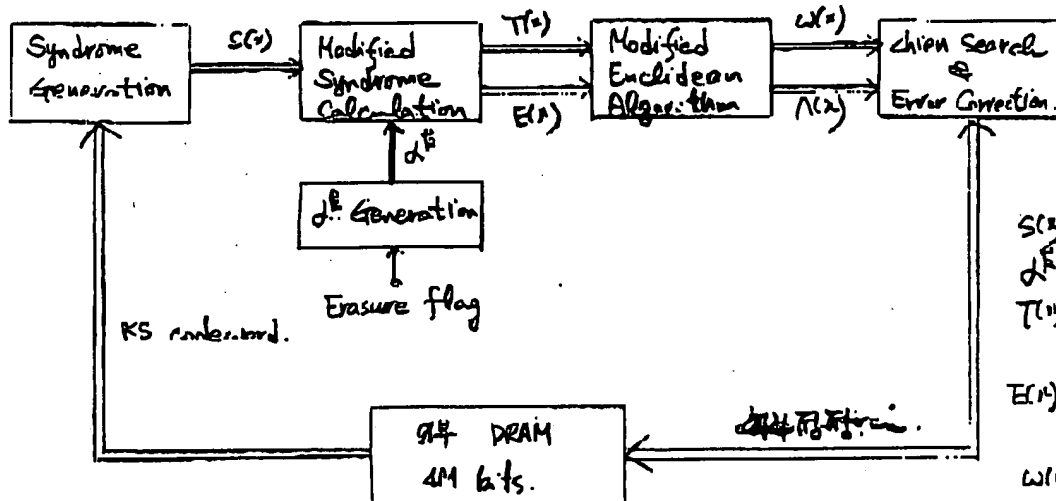 Syndrome
Generation
S(x)
Modified
Syndrome
Calculation
T(x)
E(x)
Modified
Euclidean
Algorithm
ω(x)
Λ(x)
Chien Search
&
Error Correction.
α^E
α^E Generation
Erasure flag
RS codeword.
외부 DRAM
4M bits.
S(x
α^E
T(x)
E(x)
ω(x